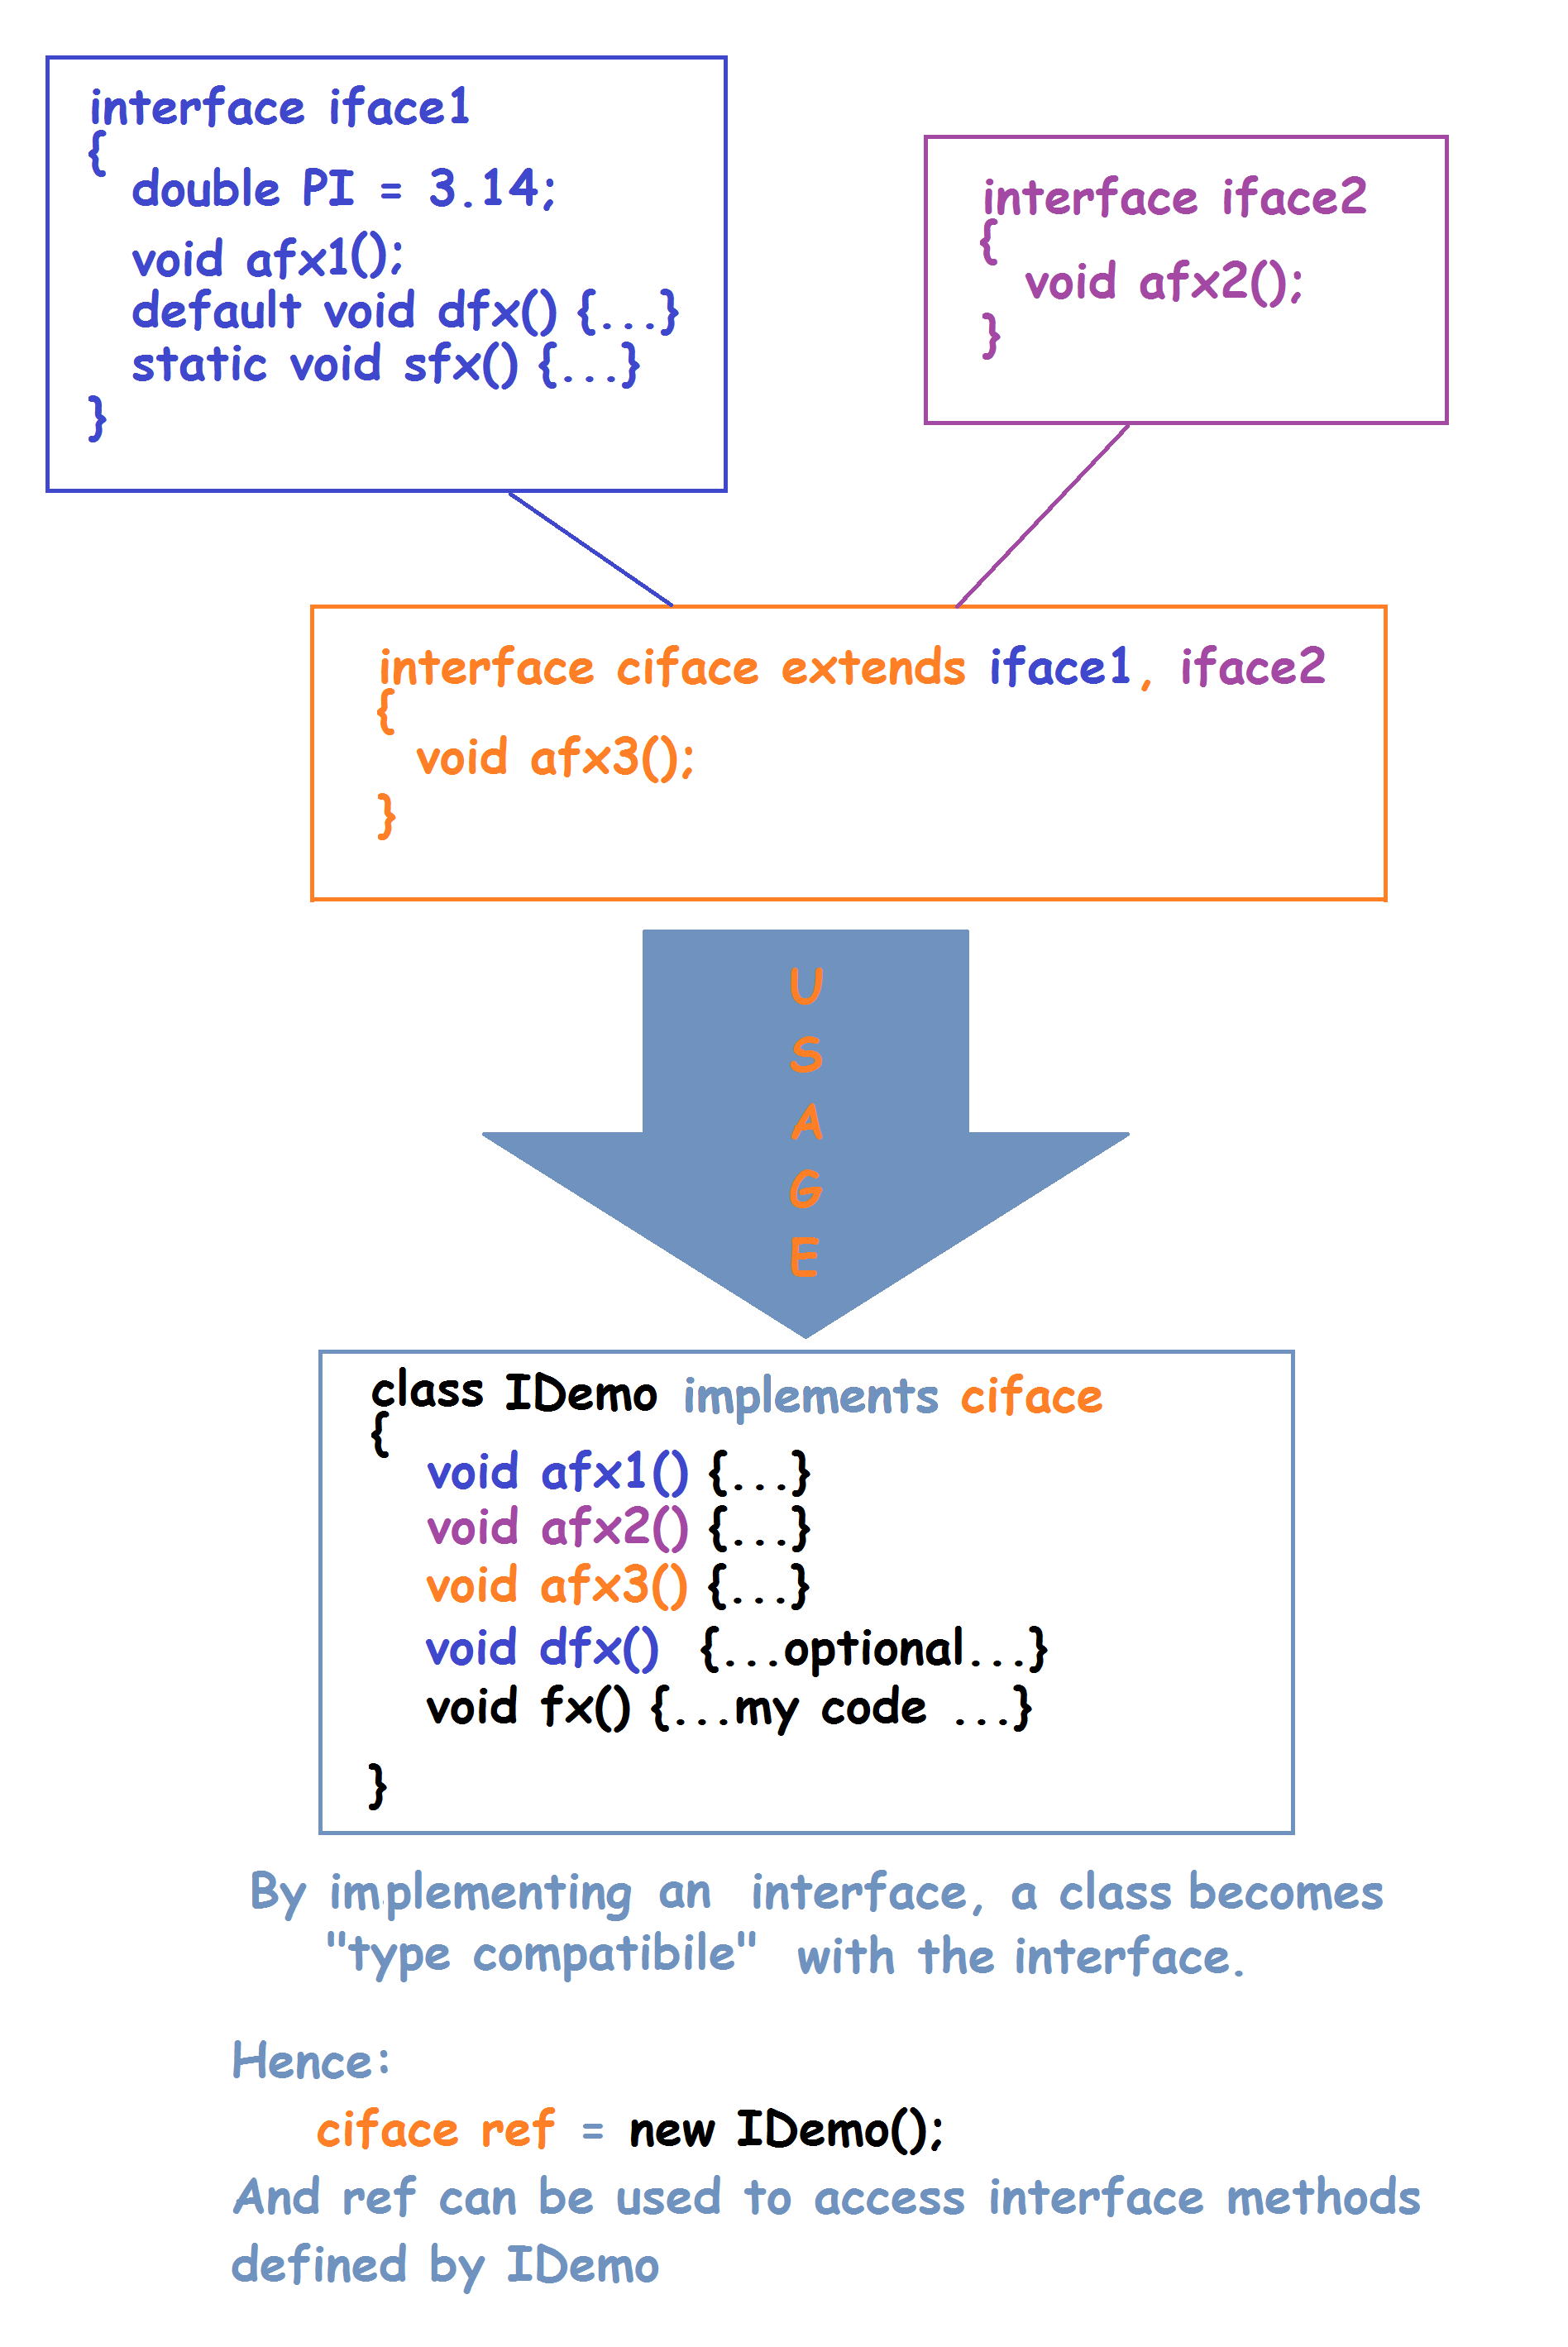 interface iface1
{
double PI = 3.14;
void afx1();
default void dfx() {...}
static void sfx() {...}
}
interface iface2
{
void afx2();
}
interface ciface extends iface1, iface2
{
void afx3();
}
U
S
A
G
E
class IDemo implements ciface
{
void afx1() {...}
void afx2() {...}
void afx3() {...}
void dfx() {...optional...}
void fx() {...my code ...}
}
By implementing an interface, a class becomes
"type compatibile" with the interface.
Hence:
ciface ref = new IDemo();
And ref can be used to access interface methods
defined by IDemo